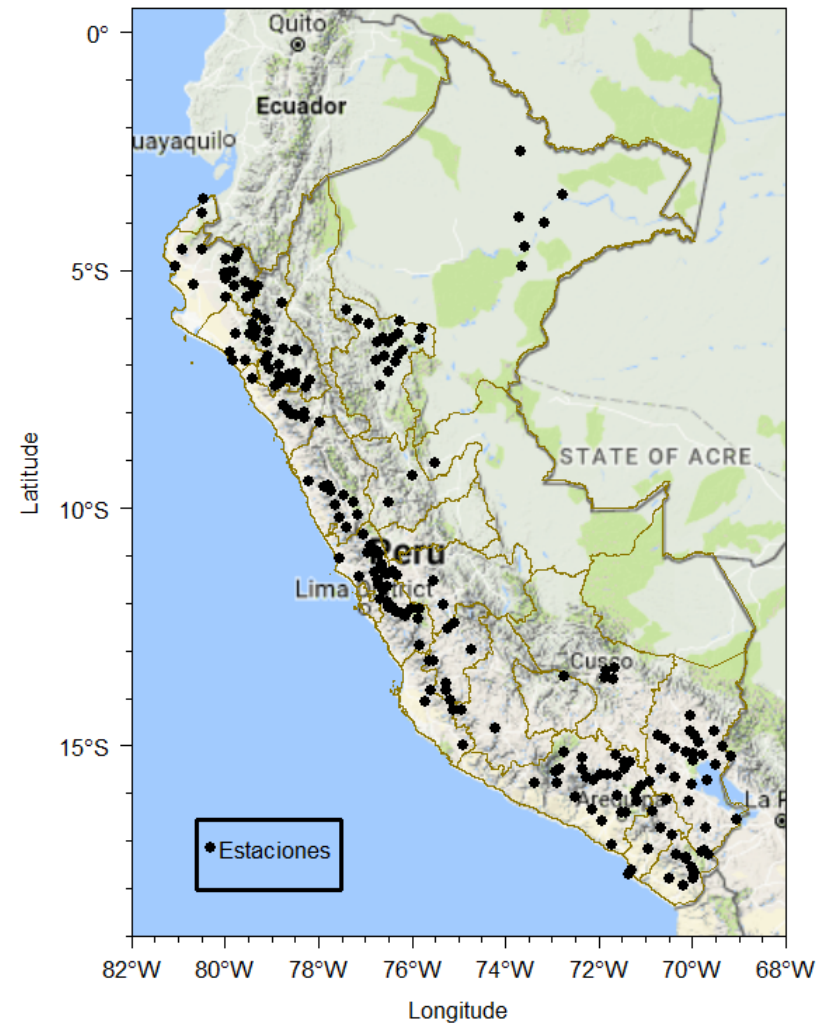 Quito
0°
Ecuador
uayaquil
5°S
STATE OF ACRE
Latitude
10°S
Peru
Lima District
Cusco
15°S
Arequipa
La P
Estaciones
82°W 80°W 78°W 76°W 74°W 72°W 70°W 68°W
Longitude